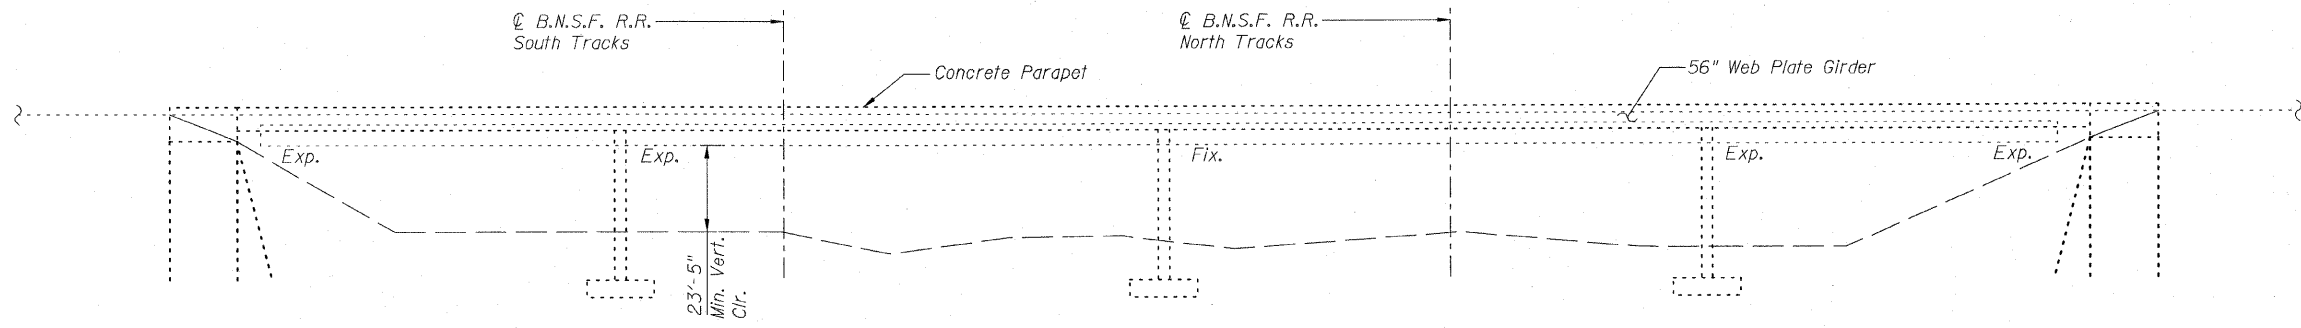 ℄ B.N.S.F. R.R.
South Tracks
℄ B.N.S.F. R.R.
North Tracks
Concrete Parapet
56" Web Plate Girder
Exp.
Exp.
Fix.
Exp.
Exp.
23'-5"
Min. Vert.
Clr.